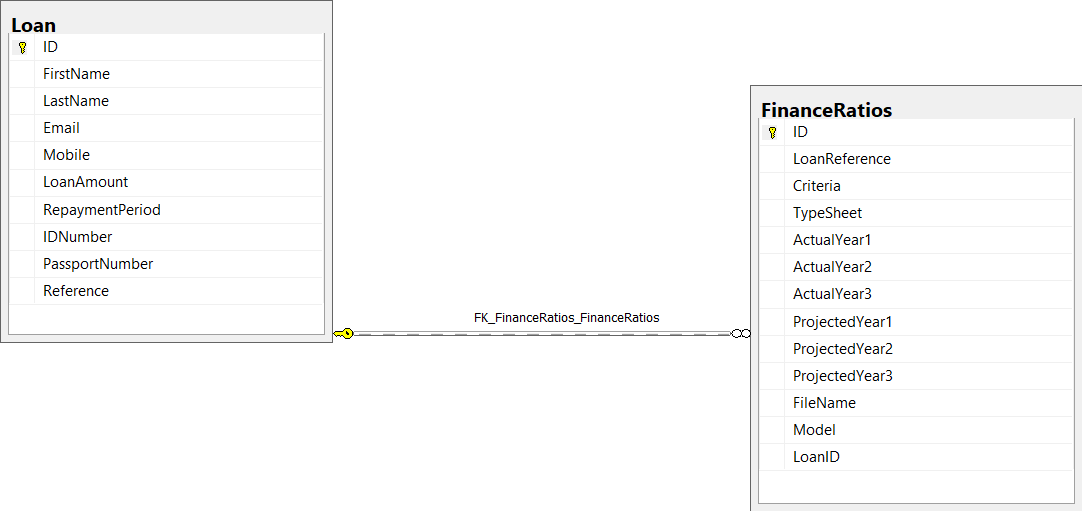 Loan
ID
FirstName
LastName
Email
Mobile
LoanAmount
RepaymentPeriod
IDNumber
PassportNumber
Reference
FK_FinanceRatios_FinanceRatios
FinanceRatios
ID
LoanReference
Criteria
TypeSheet
ActualYear1
ActualYear2
ActualYear3
ProjectedYear1
ProjectedYear2
ProjectedYear3
FileName
Model
LoanID